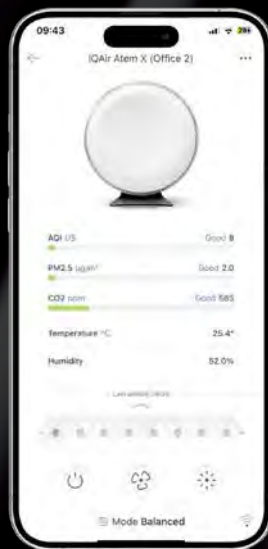 09:43
IQAir Atem X (Office 2)
AQI US Good 8
PM2.5 µg/m³ Good 2.0
CO2 ppm Good 585
Temperature °C 25.4°
Humidity 52.0%
Mode Balanced